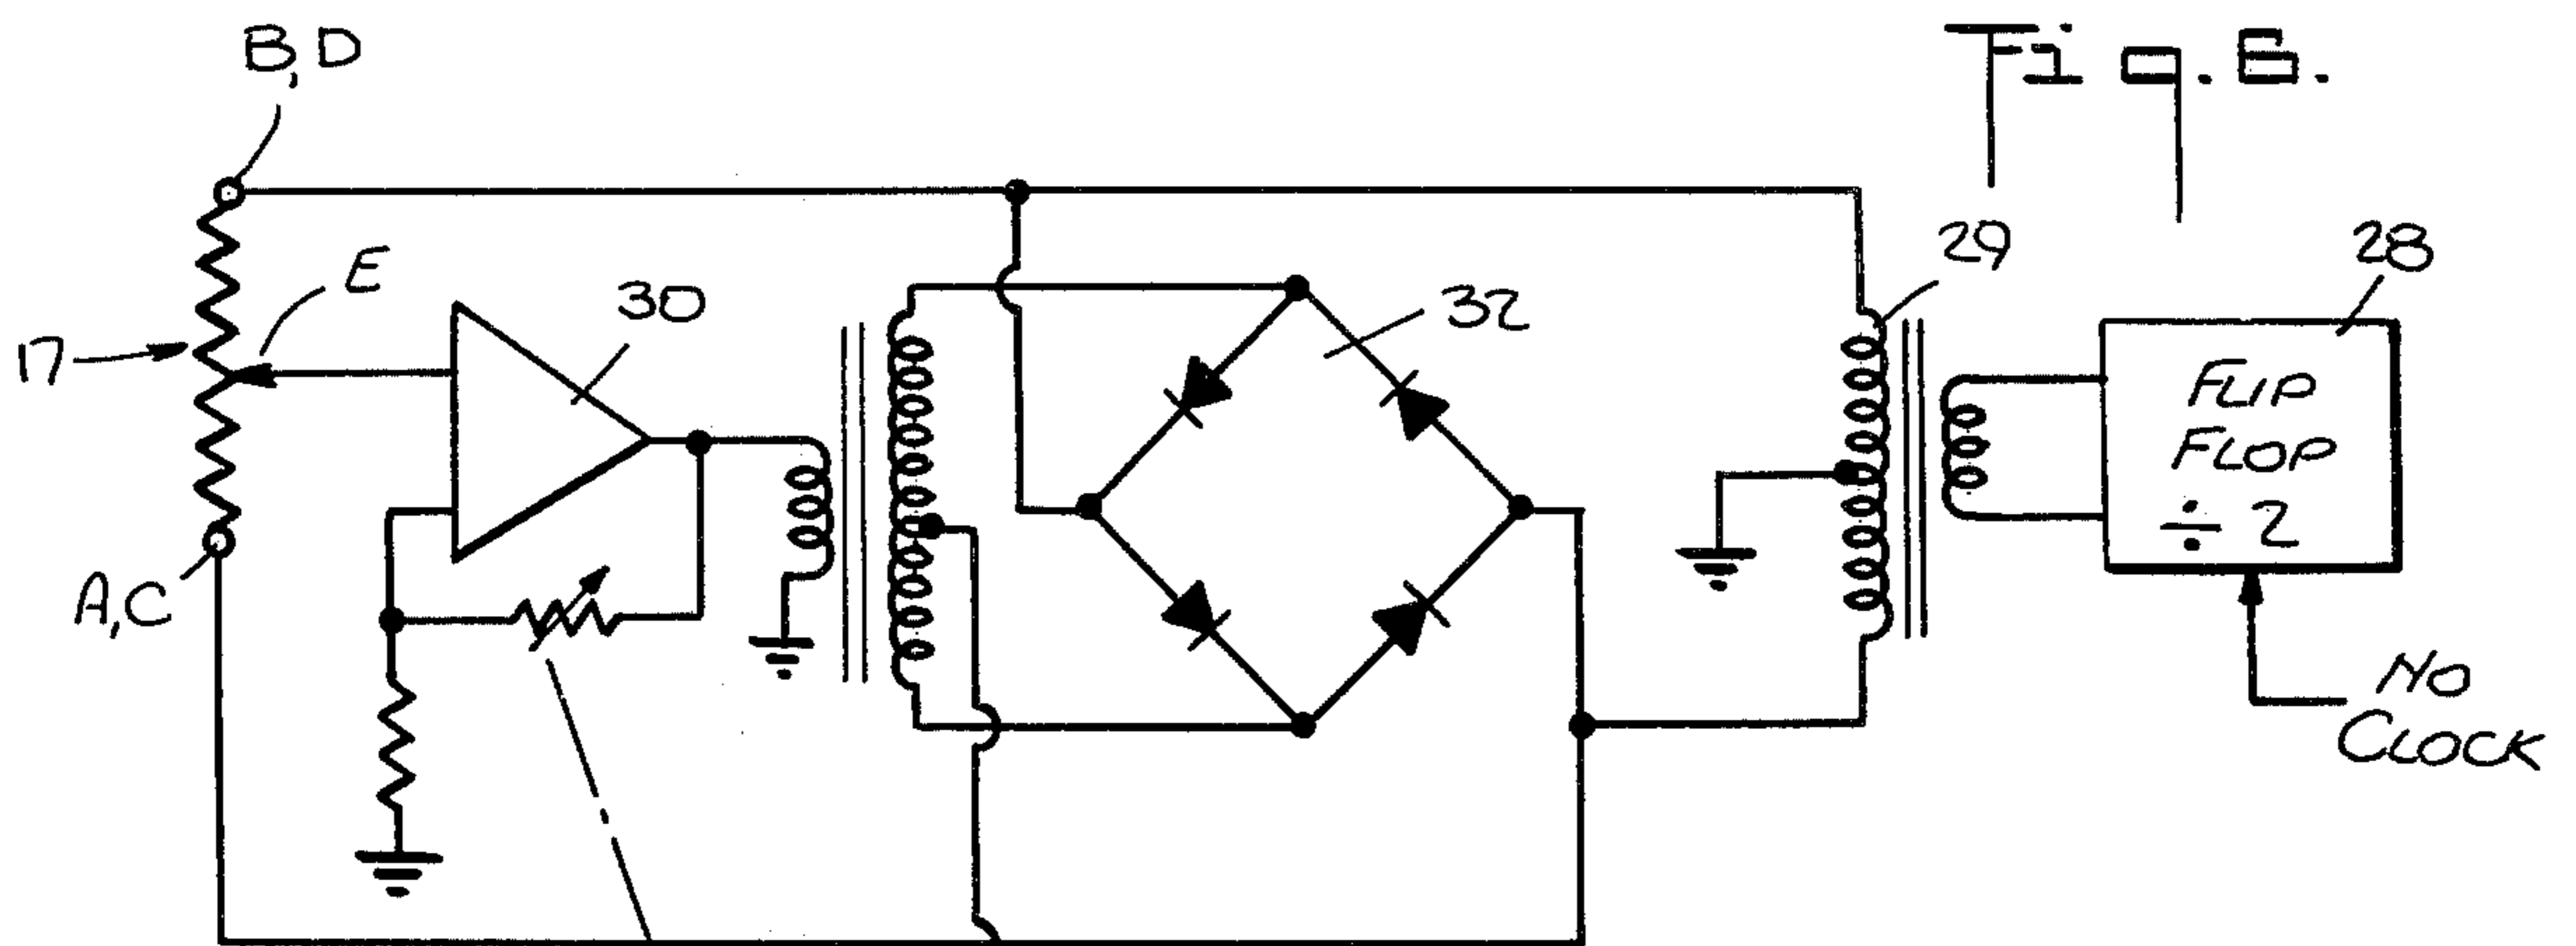 B,D
Fig. 6.
E
30
32
29
28
17
FLIP
FLOP
÷ 2
A,C
NO
CLOCK